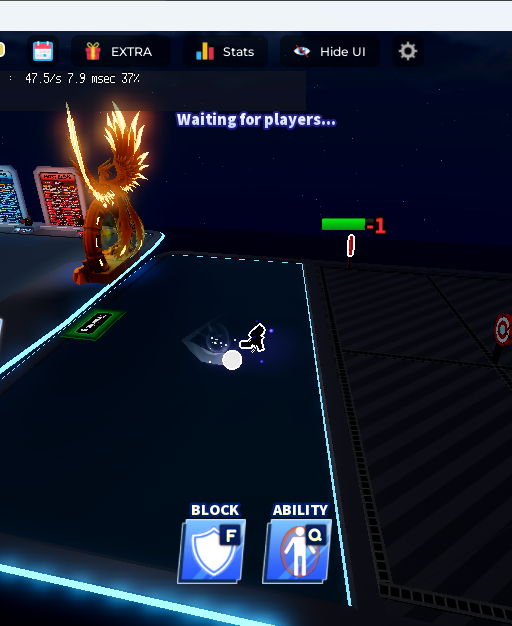 EXTRA
Stats
Hide UI
: 47.5/s 7.9 msec 37%
Waiting for players...
-1
BLOCK
ABILITY
F
Q